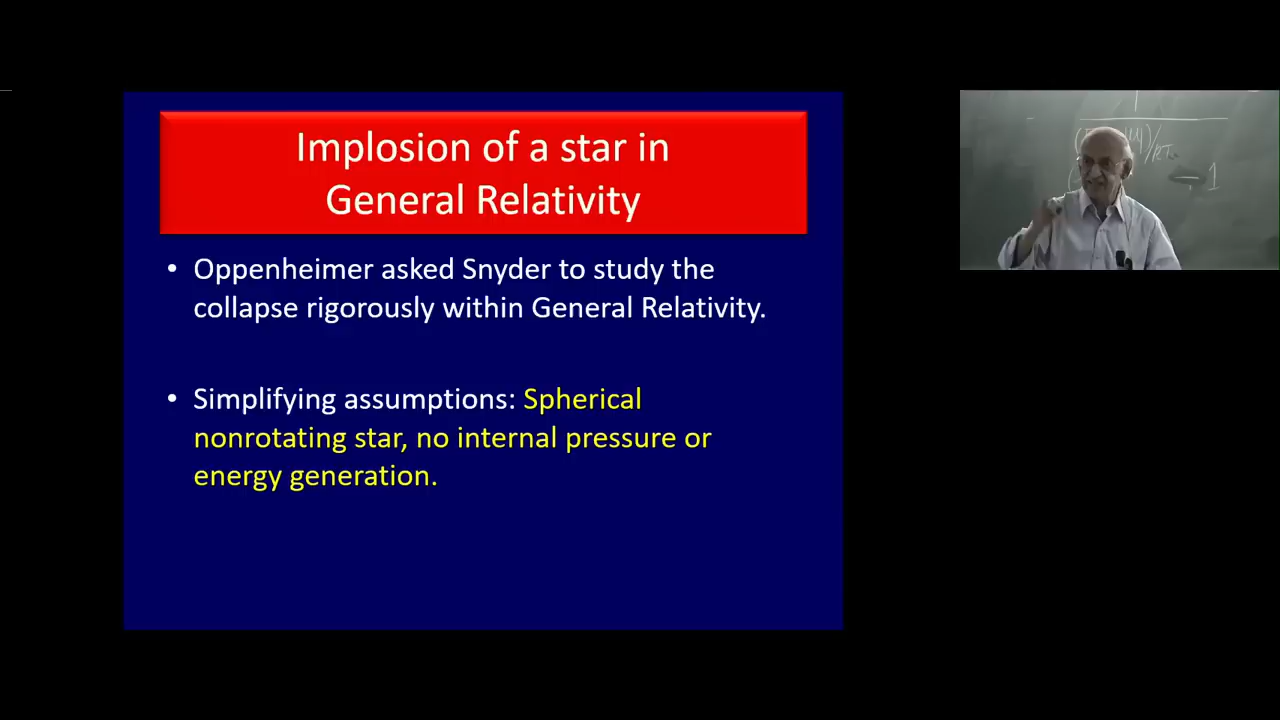 Implosion of a star in
General Relativity
• Oppenheimer asked Snyder to study the
collapse rigorously within General Relativity.
• Simplifying assumptions: Spherical
nonrotating star, no internal pressure or
energy generation.
1